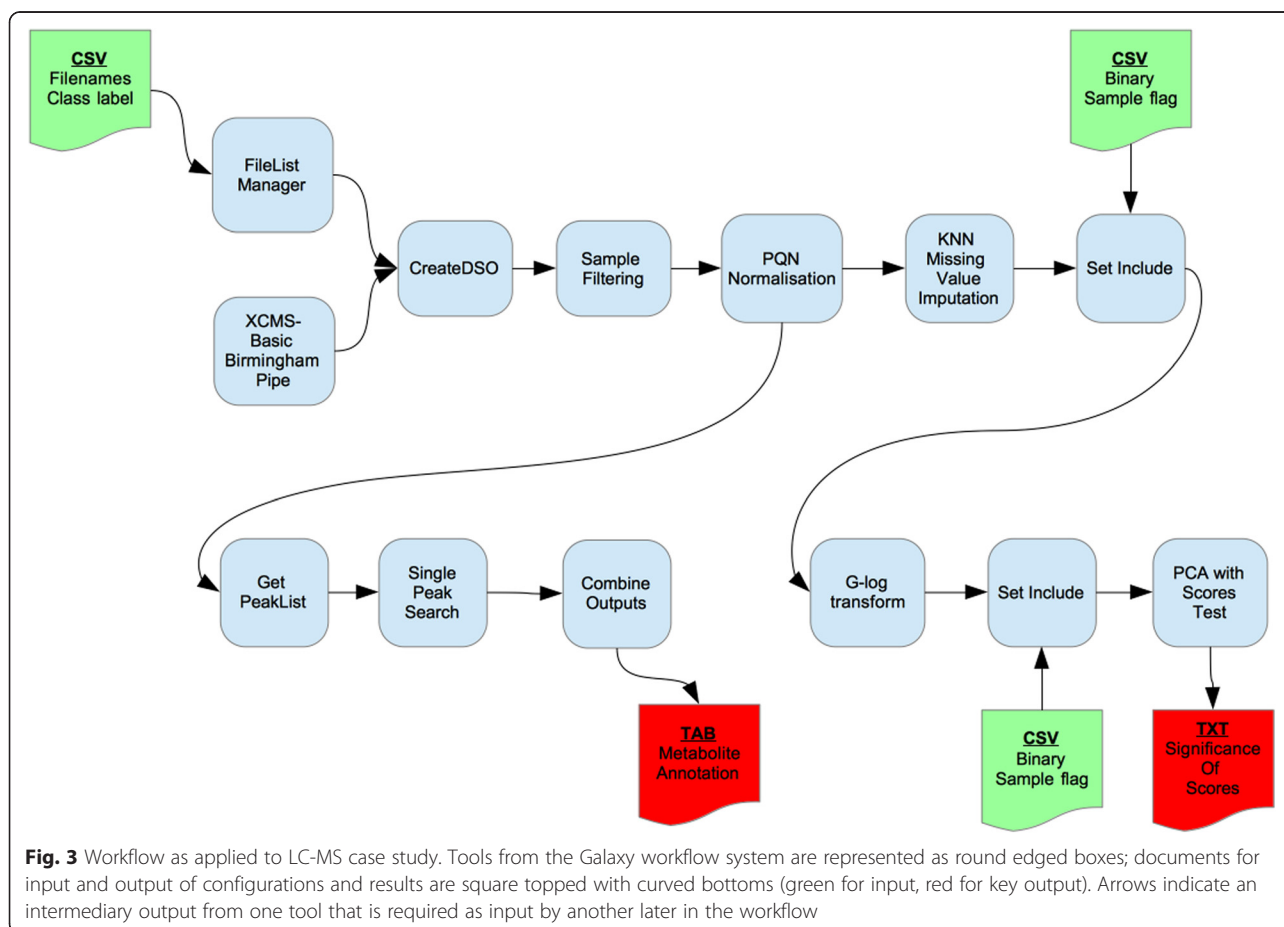 CSV
Filenames
Class label
CSV
Binary
Sample flag
FileList
Manager
XCMS-
Basic
Birmingham
Pipe
CreateDSO
Sample
Filtering
PQN
Normalisation
KNN
Missing
Value
Imputation
Set Include
Get
PeakList
Single
Peak
Search
Combine
Outputs
G-log
transform
Set Include
PCA with
Scores
Test
TAB
Metabolite
Annotation
CSV
Binary
Sample flag
TXT
Significance
Of
Scores
Fig. 3 Workflow as applied to LC-MS case study. Tools from the Galaxy workflow system are represented as round edged boxes; documents for
input and output of configurations and results are square topped with curved bottoms (green for input, red for key output). Arrows indicate an
intermediary output from one tool that is required as input by another later in the workflow